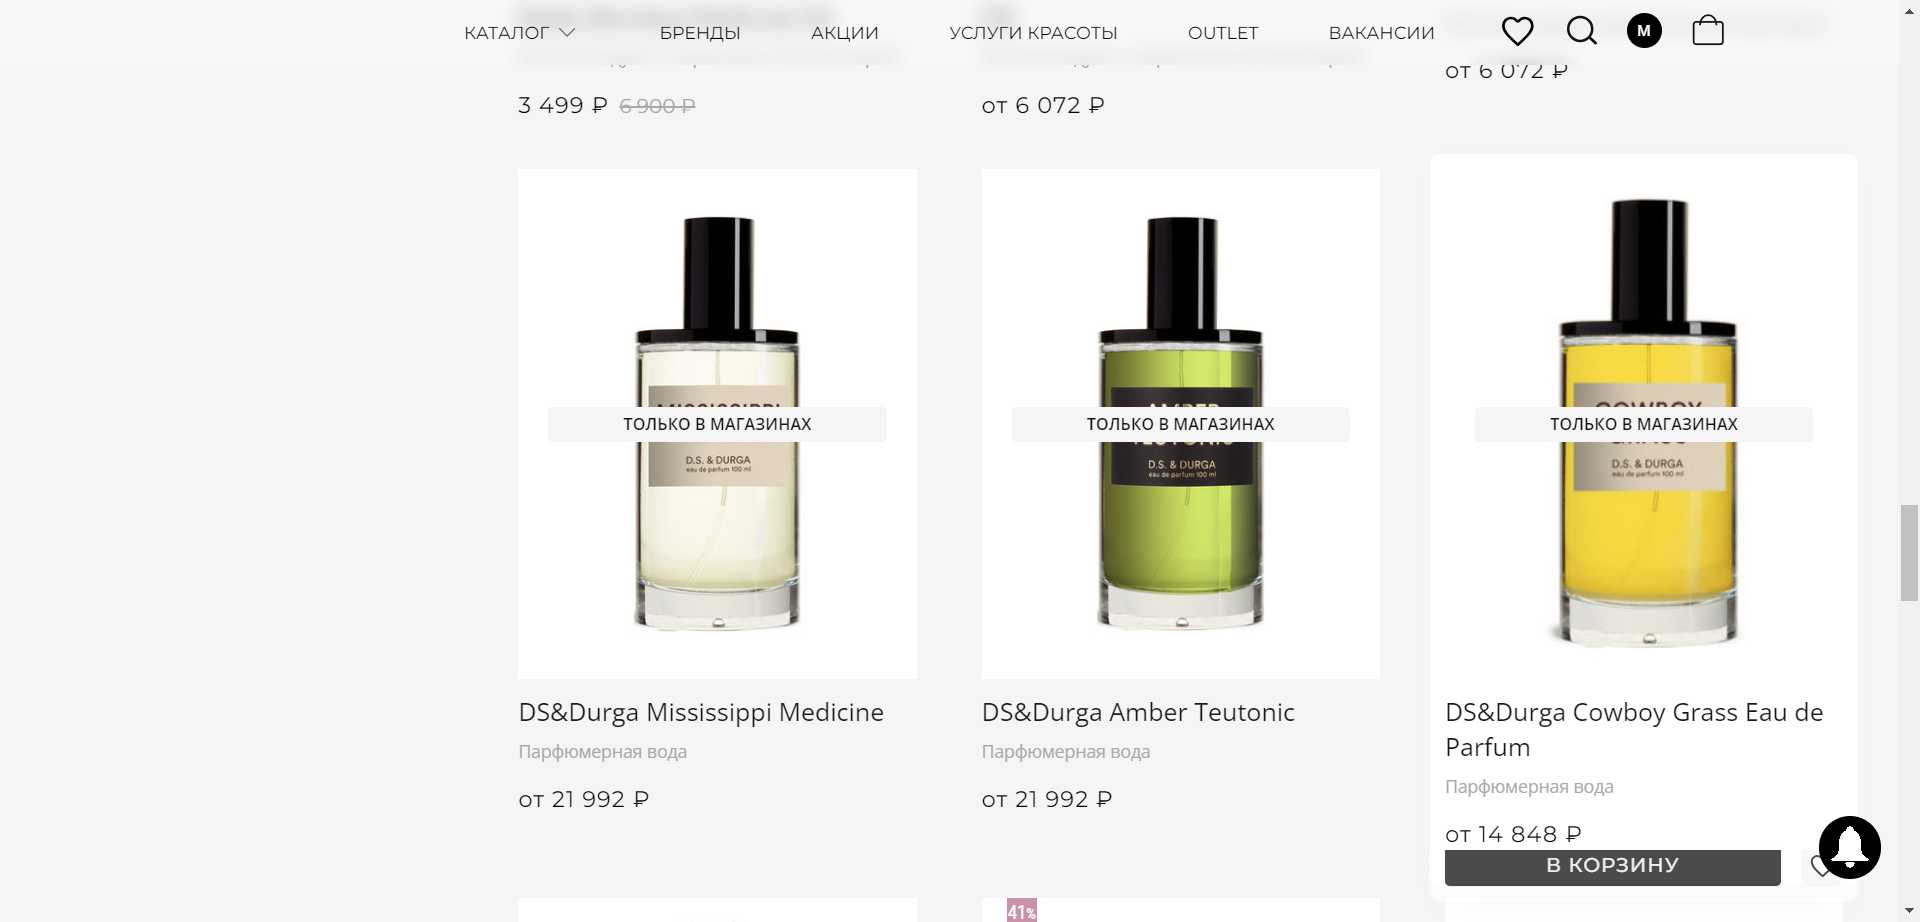 КАТАЛОГ
БРЕНДЫ
АКЦИИ
УСЛУГИ КРАСОТЫ
OUTLET
ВАКАНСИИ
M
3 499 ₽ 6 900 ₽
от 6 072 ₽
от 6 072 ₽
ТОЛЬКО В МАГАЗИНАХ
D.S. & DURGA
eau de parfum 100 ml
DS&Durga Mississippi Medicine
Парфюмерная вода
от 21 992 ₽
ТОЛЬКО В МАГАЗИНАХ
D.S. & DURGA
eau de parfum 100 ml
DS&Durga Amber Teutonic
Парфюмерная вода
от 21 992 ₽
COWBOY
ТОЛЬКО В МАГАЗИНАХ
D.S. & DURGA
eau de parfum 100 ml
DS&Durga Cowboy Grass Eau de
Parfum
Парфюмерная вода
от 14 848 ₽
В КОРЗИНУ
41%